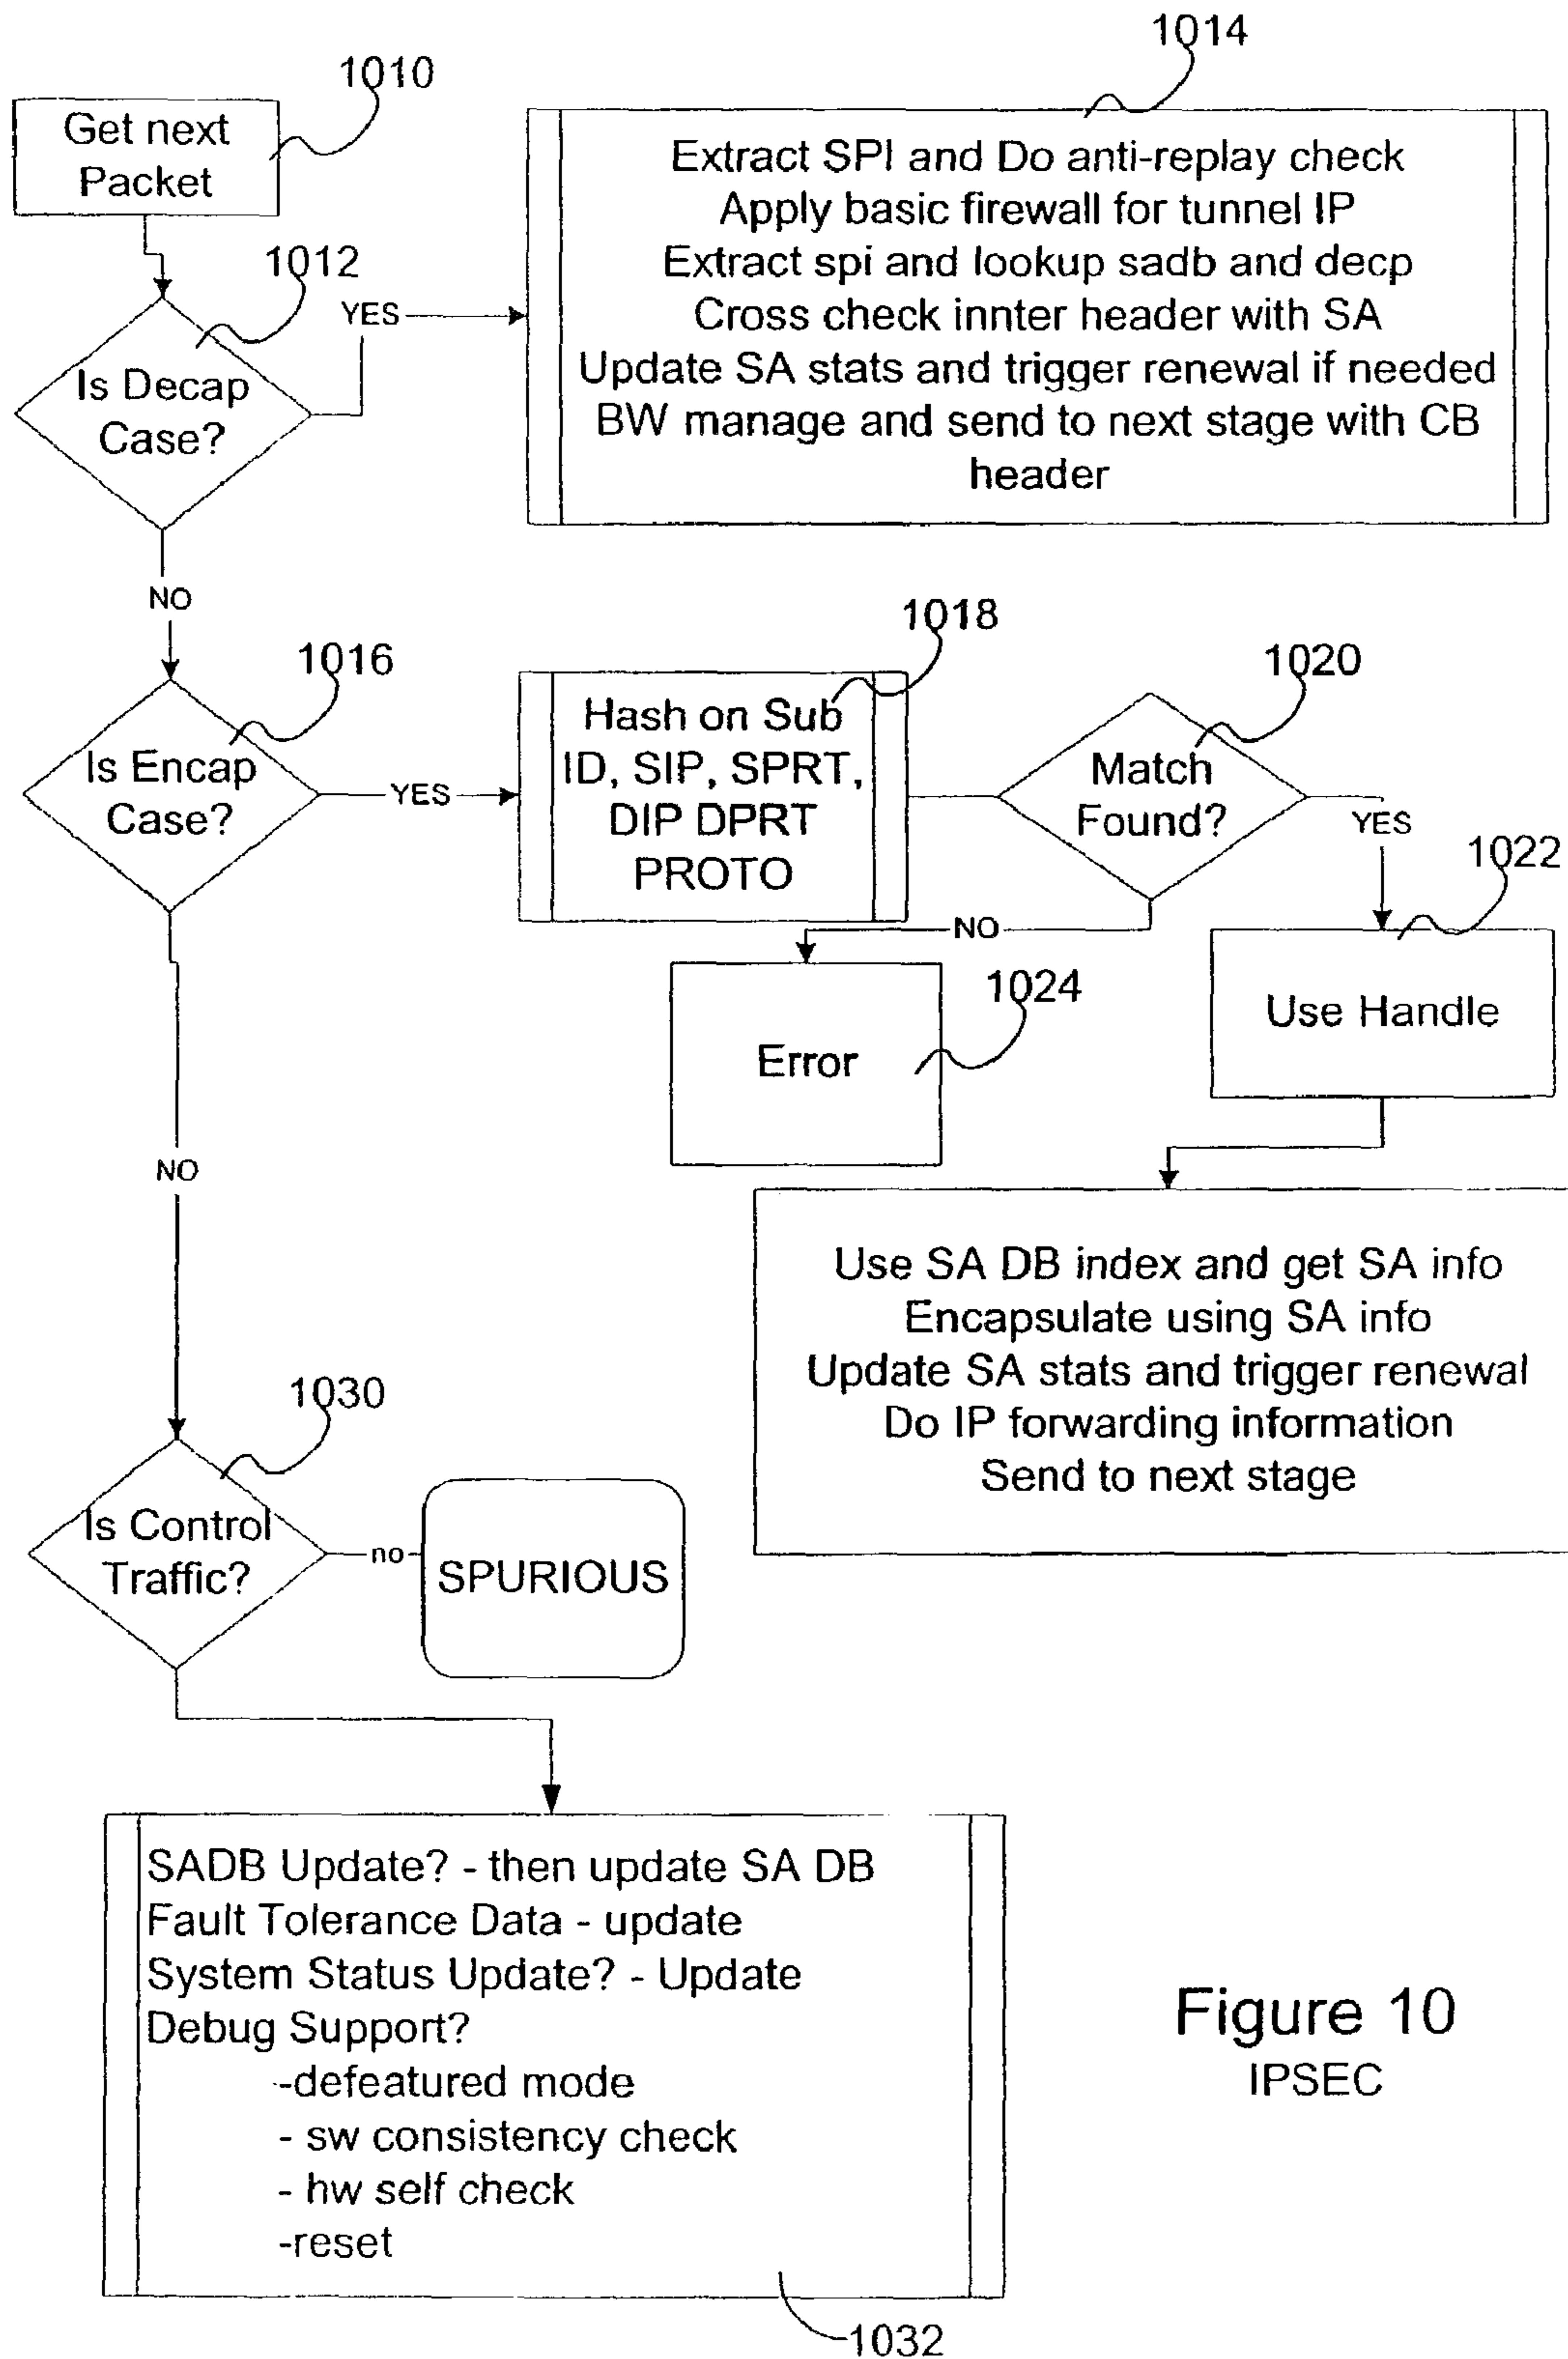 1014
1010
Get next
Packet
Extract SPI and Do anti-replay check
Apply basic firewall for tunnel IP
Extract spi and lookup sadb and decp
Cross check innter header with SA
Update SA stats and trigger renewal if needed
BW manage and send to next stage with CB
header
1012
YES
Is Decap
Case?
NO
1018
1016
1020
Hash on Sub
ID, SIP, SPRT,
DIP DPRT
PROTO
Is Encap
Case?
YES
Match
Found?
YES
1022
NO
1024
Use Handle
Error
NO
Use SA DB index and get SA info
Encapsulate using SA info
Update SA stats and trigger renewal
Do IP forwarding information
Send to next stage
1030
Is Control
Traffic?
no
SPURIOUS
SADB Update? - then update SA DB
Fault Tolerance Data - update
System Status Update? - Update
Debug Support?
-defeatured mode
- sw consistency check
- hw self check
-reset
1032
Figure 10
IPSEC